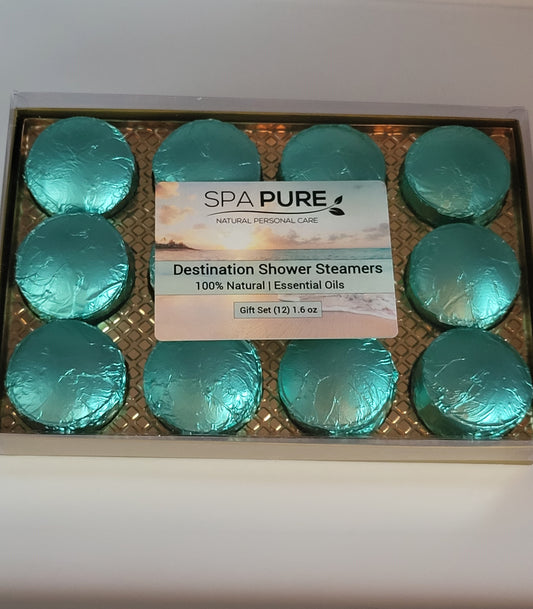 SPA PURE
NATURAL PERSONAL CARE
Destination Shower Steamers
100% Natural | Essential Oils
Gift Set (12) 1.6 oz